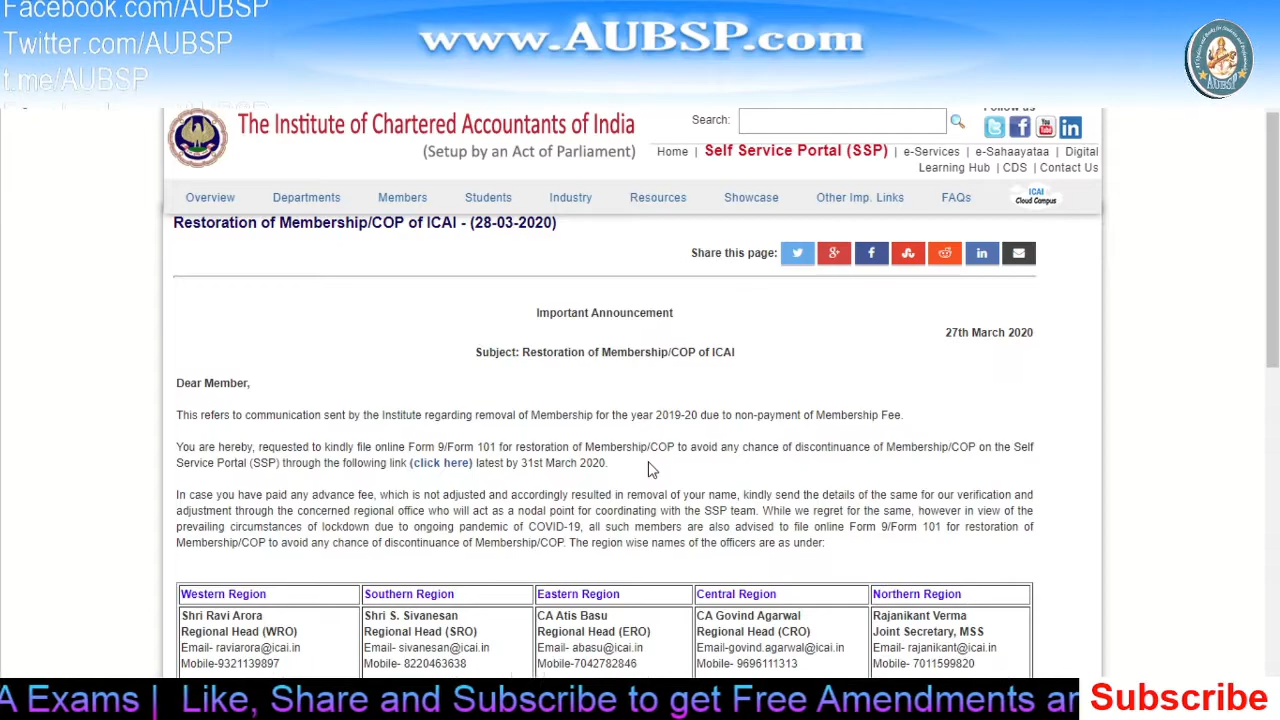 Facebook.com/AUBSP
Twitter.com/AUBSP
t.me/AUBSP
www.AUBSP.com
AUBSP
The Institute of Chartered Accountants of India
(Setup by an Act of Parliament)
Search:
Follow us
You Tube
Home | Self Service Portal (SSP) | e-Services | e-Sahaayataa | Digital
Learning Hub | CDS | Contact Us
Overview Departments Members Students Industry Resources Showcase Other Imp. Links FAQs ICAI Cloud Campus
Restoration of Membership/COP of ICAI - (28-03-2020)
Share this page:
Important Announcement
27th March 2020
Subject: Restoration of Membership/COP of ICAI
Dear Member,
This refers to communication sent by the Institute regarding removal of Membership for the year 2019-20 due to non-payment of Membership Fee.
You are hereby, requested to kindly file online Form 9/Form 101 for restoration of Membership/COP to avoid any chance of discontinuance of Membership/COP on the Self
Service Portal (SSP) through the following link (click here) latest by 31st March 2020.
In case you have paid any advance fee, which is not adjusted and accordingly resulted in removal of your name, kindly send the details of the same for our verification and
adjustment through the concerned regional office who will act as a nodal point for coordinating with the SSP team. While we regret for the same, however in view of the
prevailing circumstances of lockdown due to ongoing pandemic of COVID-19, all such members are also advised to file online Form 9/Form 101 for restoration of
Membership/COP to avoid any chance of discontinuance of Membership/COP. The region wise names of the officers are as under:
Western Region Southern Region Eastern Region Central Region Northern Region
Shri Ravi Arora Shri S. Sivanesan CA Atis Basu CA Govind Agarwal Rajanikant Verma
Regional Head (WRO) Regional Head (SRO) Regional Head (ERO) Regional Head (CRO) Joint Secretary, MSS
Email- raviarora@icai.in Email- sivanesan@icai.in Email- abasu@icai.in Email-govind.agarwal@icai.in Email- rajanikant@icai.in
Mobile-9321139897 Mobile- 8220463638 Mobile-7042782846 Mobile- 9696111313 Mobile- 7011599820
A Exams | Like, Share and Subscribe to get Free Amendments ar
Subscribe